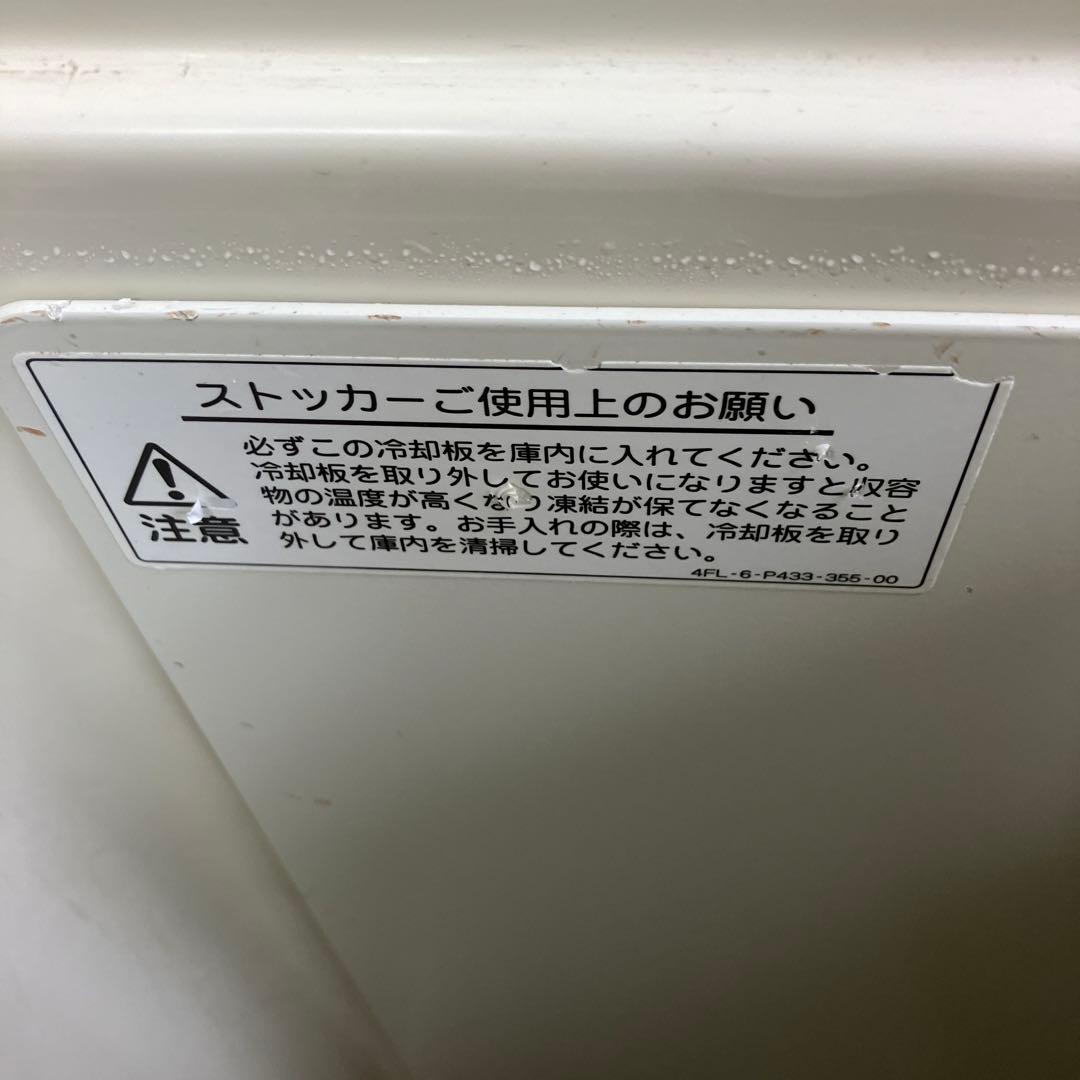 ストッカーご使用上のお願い
注意
必ずこの冷却板を庫内に入れてください。
冷却板を取り外してお使いになりますと収容
物の温度が高くなり凍結が保てなくなること
があります。お手入れの際は、冷却板を取り
外して庫内を清掃してください。
4FL-6-P433-355-00